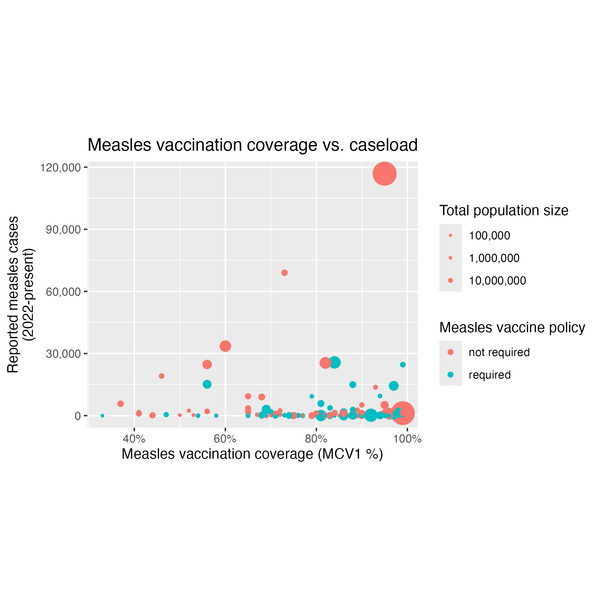 Measles vaccination coverage vs. caseload
120,000
90,000
60,000
30,000
0
Reported measles cases
(2022-present)
40%
60%
80%
100%
Measles vaccination coverage (MCV1 %)
Total population size
100,000
1,000,000
10,000,000
Measles vaccine policy
not required
required